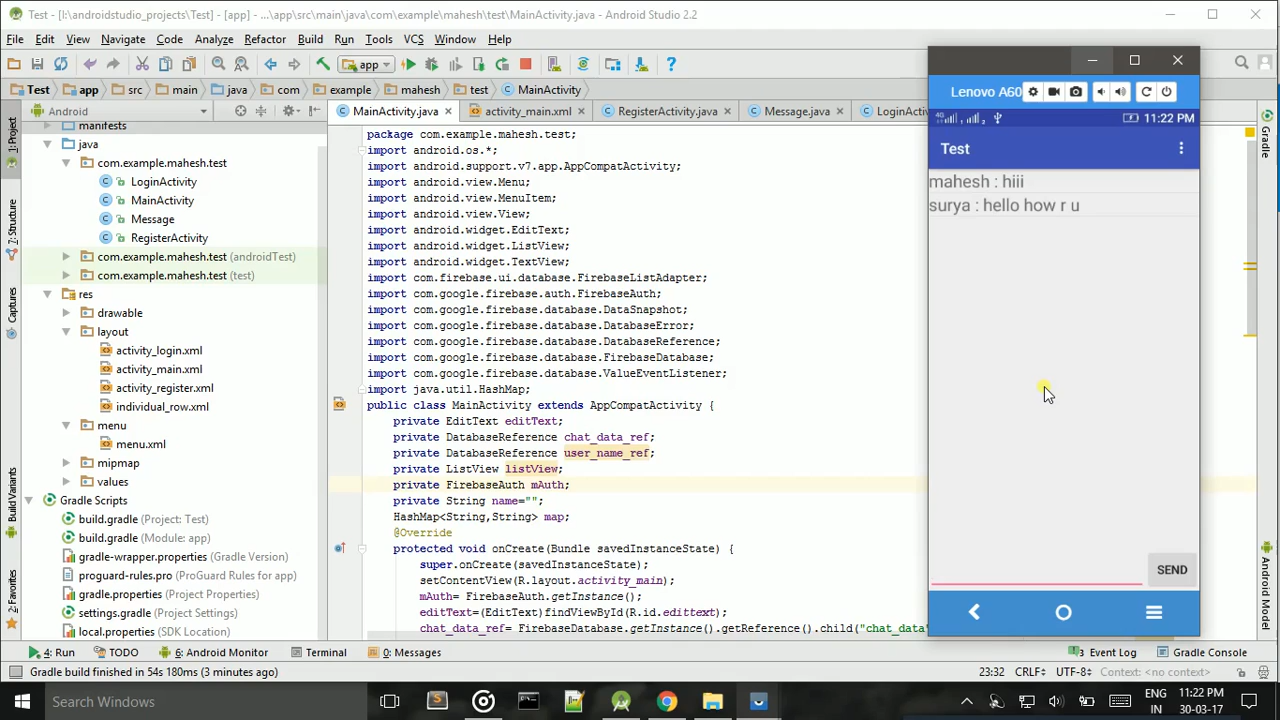 Test - [I:\androidstudio_projects\Test] - [app] - ...\app\src\main\java\com\example\mahesh\test\MainActivity.java - Android Studio 2.2
File Edit View Navigate Code Analyze Refactor Build Run Tools VCS Window Help
app
Test app src main java com example mahesh test MainActivity
Android
MainActivity.java activity_main.xml RegisterActivity.java Message.java LoginActiv
1: Project
7: Structure
Captures
Build Variants
2: Favorites
Gradle
Android Model
manifests
java
com.example.mahesh.test
LoginActivity
MainActivity
Message
RegisterActivity
com.example.mahesh.test (androidTest)
com.example.mahesh.test (test)
res
drawable
layout
activity_login.xml
activity_main.xml
activity_register.xml
individual_row.xml
menu
menu.xml
mipmap
values
Gradle Scripts
build.gradle (Project: Test)
build.gradle (Module: app)
gradle-wrapper.properties (Gradle Version)
proguard-rules.pro (ProGuard Rules for app)
gradle.properties (Project Properties)
settings.gradle (Project Settings)
local.properties (SDK Location)
package com.example.mahesh.test;
import android.os.*;
import android.support.v7.app.AppCompatActivity;
import android.view.Menu;
import android.view.MenuItem;
import android.view.View;
import android.widget.EditText;
import android.widget.ListView;
import android.widget.TextView;
import com.firebase.ui.database.FirebaseListAdapter;
import com.google.firebase.auth.FirebaseAuth;
import com.google.firebase.database.DataSnapshot;
import com.google.firebase.database.DatabaseError;
import com.google.firebase.database.DatabaseReference;
import com.google.firebase.database.FirebaseDatabase;
import com.google.firebase.database.ValueEventListener;
import java.util.HashMap;
public class MainActivity extends AppCompatActivity {
private EditText editText;
private DatabaseReference chat_data_ref;
private DatabaseReference user_name_ref;
private ListView listView;
private FirebaseAuth mAuth;
private String name="";
HashMap<String,String> map;
@Override
protected void onCreate(Bundle savedInstanceState) {
super.onCreate(savedInstanceState);
setContentView(R.layout.activity_main);
mAuth= FirebaseAuth.getInstance();
editText=(EditText)findViewById(R.id.edittext);
chat_data_ref= FirebaseDatabase.getInstance().getReference().child("chat_data"
Lenovo A60
4G 11:22 PM
Test
mahesh : hiii
surya : hello how r u
SEND
4: Run TODO 6: Android Monitor Terminal 0: Messages 3 Event Log Gradle Console
Gradle build finished in 54s 180ms (3 minutes ago) 23:32 CRLF UTF-8 Context: <no context>
Search Windows
ENG 11:22 PM
IN 30-03-17